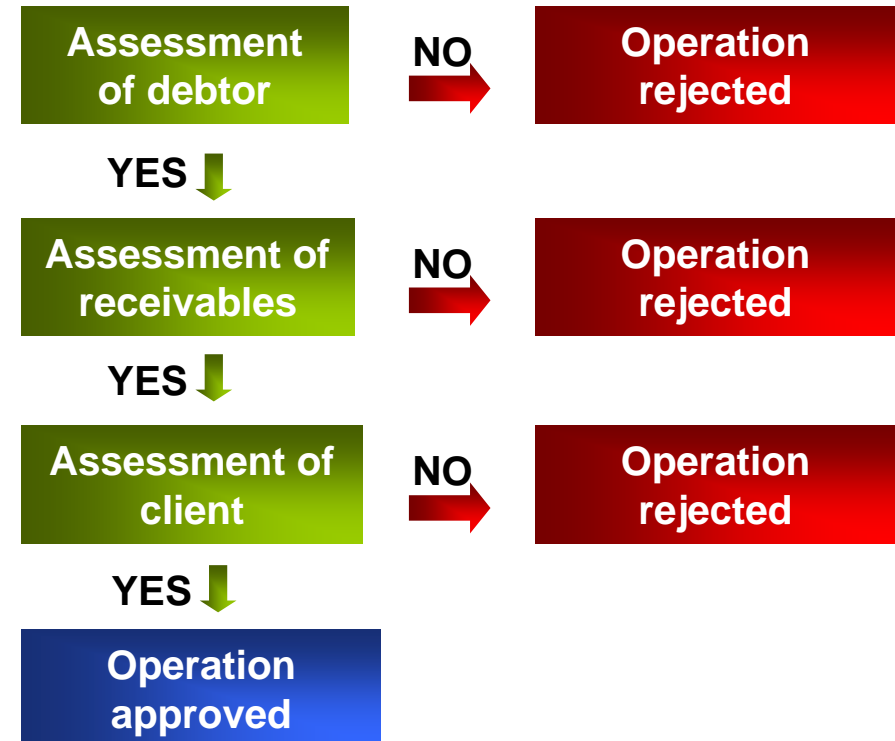 Assessment
of debtor
NO
Operation
rejected
YES
Assessment of
receivables
NO
Operation
rejected
YES
Assessment of
client
NO
Operation
rejected
YES
Operation
approved